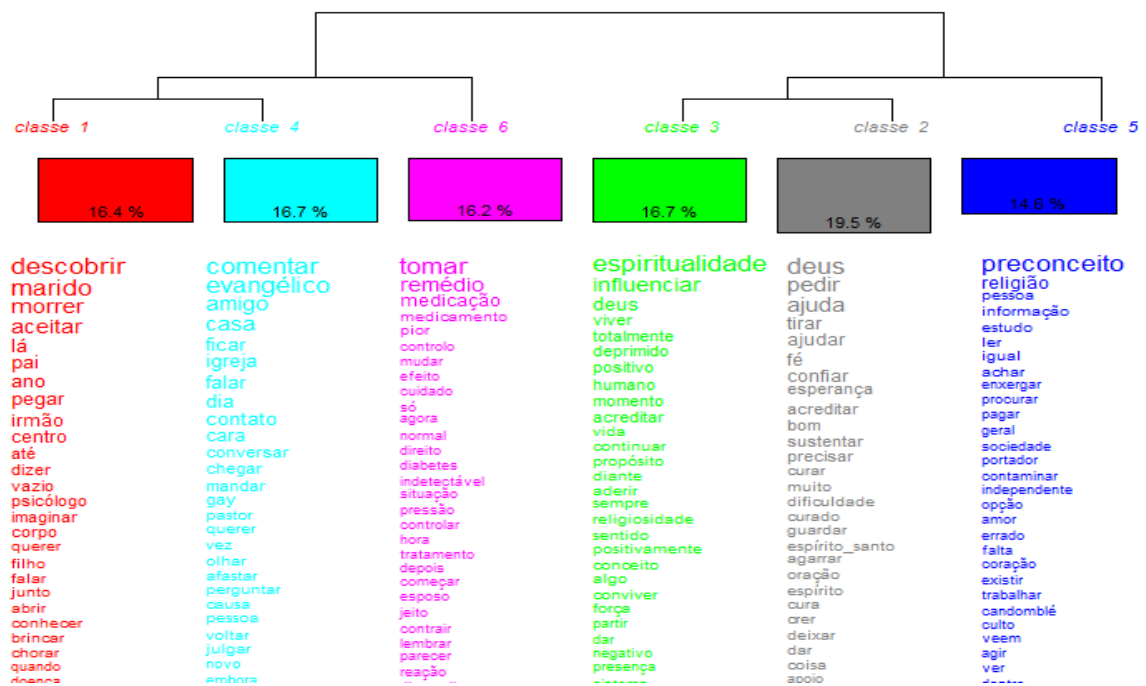 classe 1
classe 4
classe 6
classe 3
classe 2
classe 5
16.4 %
16.7 %
16.2 %
16.7 %
19.5 %
14.6 %
descobrir
marido
morrer
aceitar
lá
pai
ano
pegar
irmão
centro
até
dizer
vazio
psicólogo
imaginar
corpo
querer
filho
falar
junto
abrir
conhecer
brincar
chorar
quando
doença
comentar
evangélico
amigo
casa
ficar
igreja
falar
dia
contato
cara
conversar
chegar
mandar
gay
pastor
querer
vez
olhar
afastar
perguntar
causa
pessoa
voltar
julgar
novo
embora
tomar
remédio
medicação
medicamento
pior
controlo
mudar
efeito
cuidado
só
agora
normal
direito
diabetes
indetectável
situação
pressão
controlar
hora
tratamento
depois
começar
esposo
jeito
contrair
lembrar
parecer
reação
espiritualidade
influenciar
deus
viver
totalmente
deprimido
positivo
humano
momento
acreditar
vida
continuar
propósito
diante
aderir
sempre
religiosidade
sentido
positivamente
conceito
algo
conviver
força
partir
dar
negativo
presença
sistema
deus
pedir
ajuda
tirar
ajudar
fé
confiar
esperança
acreditar
bom
sustentar
precisar
curar
muito
dificuldade
curado
guardar
espírito_santo
agarrar
oração
espírito
cura
crer
deixar
dar
coisa
apoio
preconceito
religião
pessoa
informação
estudo
ler
igual
achar
enxergar
procurar
pagar
geral
sociedade
portador
contaminar
independente
opção
amor
errado
falta
coração
existir
trabalhar
candomblé
culto
veem
agir
ver
dentro